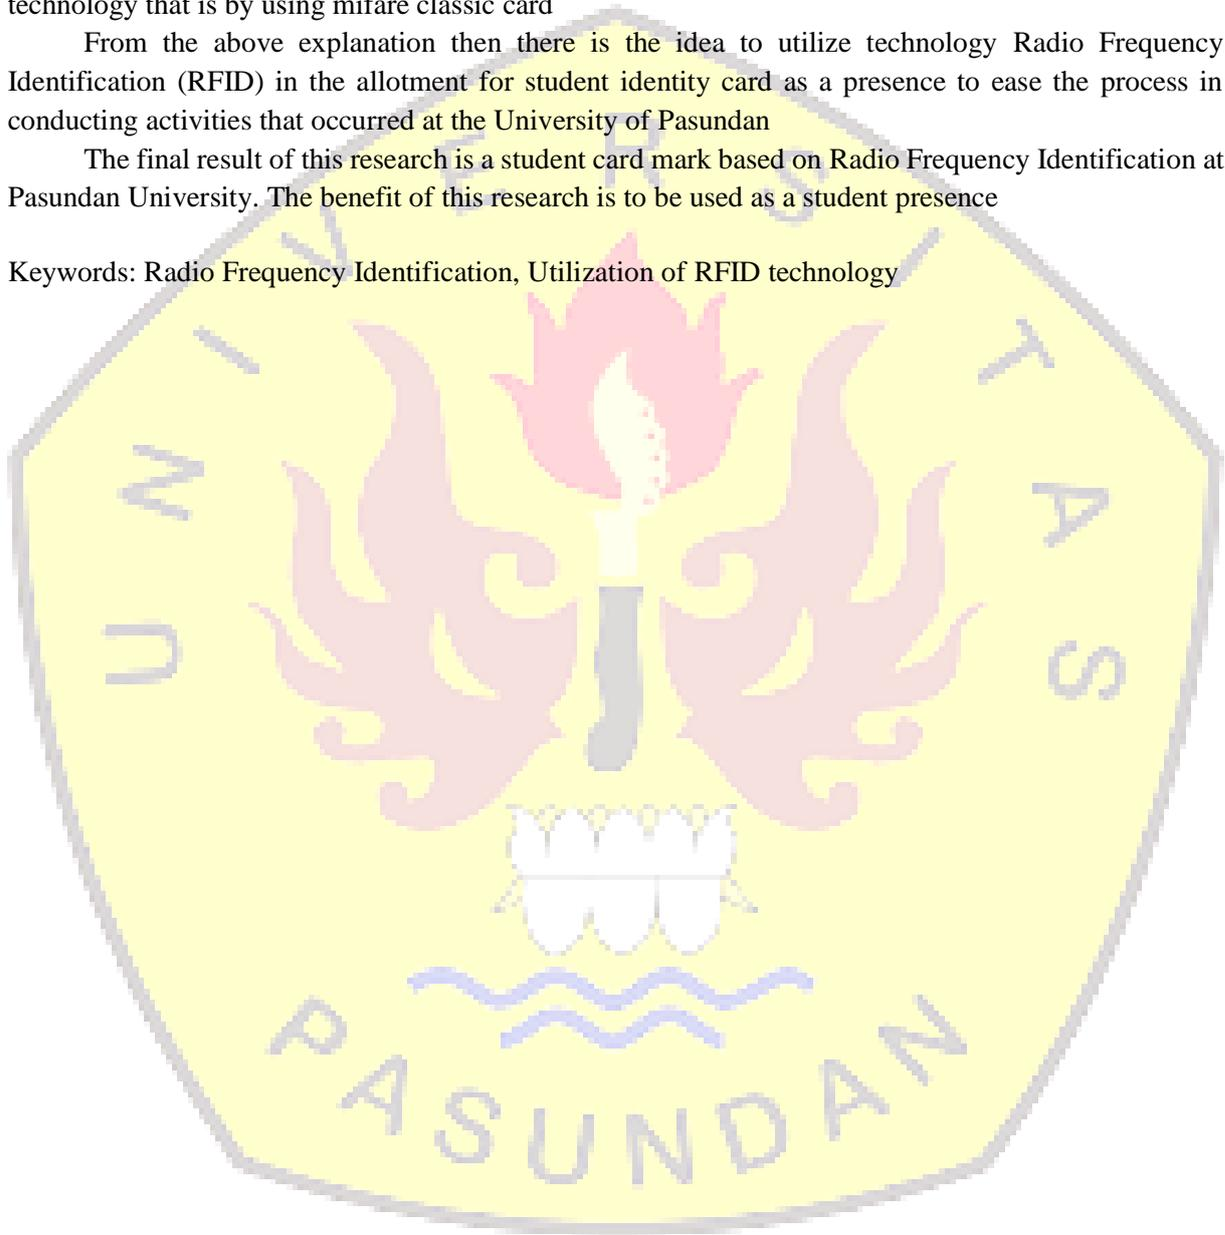 technology that is by using mifare classic card
From the above explanation then there is the idea to utilize technology Radio Frequency
Identification (RFID) in the allotment for student identity card as a presence to ease the process in
conducting activities that occurred at the University of Pasundan
The final result of this research is a student card mark based on Radio Frequency Identification at
Pasundan University. The benefit of this research is to be used as a student presence
Keywords: Radio Frequency Identification, Utilization of RFID technology
UNIVERSITAS
PASUNDAN